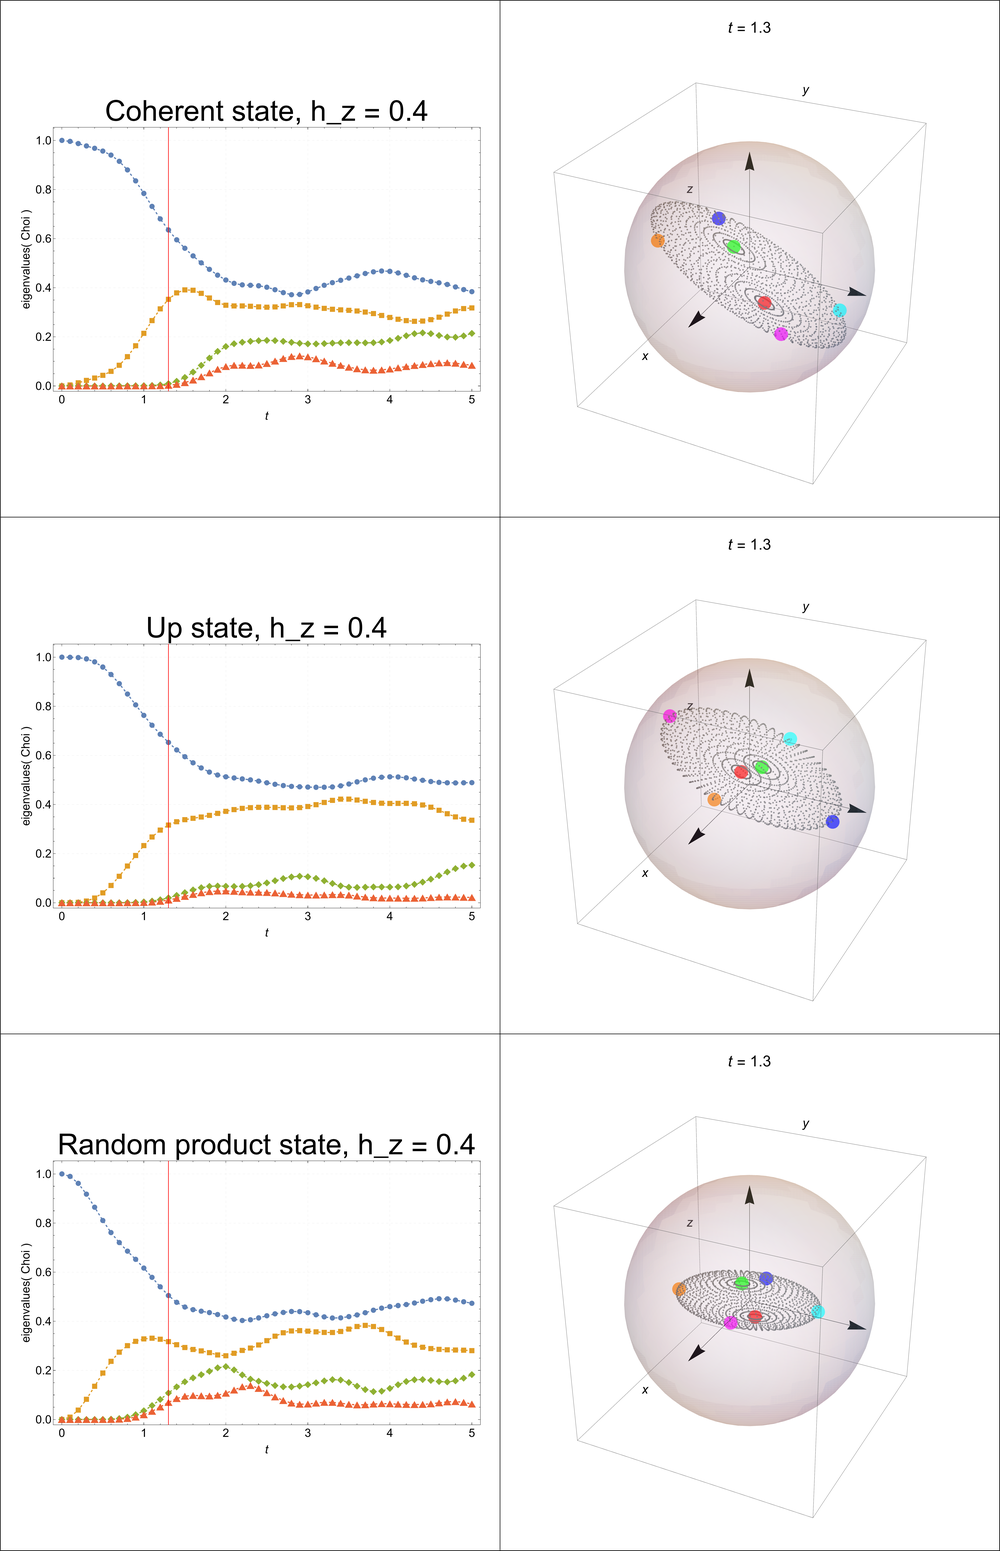 Coherent state, h_z = 0.4
eigenvalues( Choi )
1.0
0.8
0.6
0.4
0.2
0.0
0 1 2 3 4 5
t
t = 1.3
y
z
x
Up state, h_z = 0.4
eigenvalues( Choi )
1.0
0.8
0.6
0.4
0.2
0.0
0 1 2 3 4 5
t
t = 1.3
y
z
x
Random product state, h_z = 0.4
eigenvalues( Choi )
1.0
0.8
0.6
0.4
0.2
0.0
0 1 2 3 4 5
t
t = 1.3
y
z
x